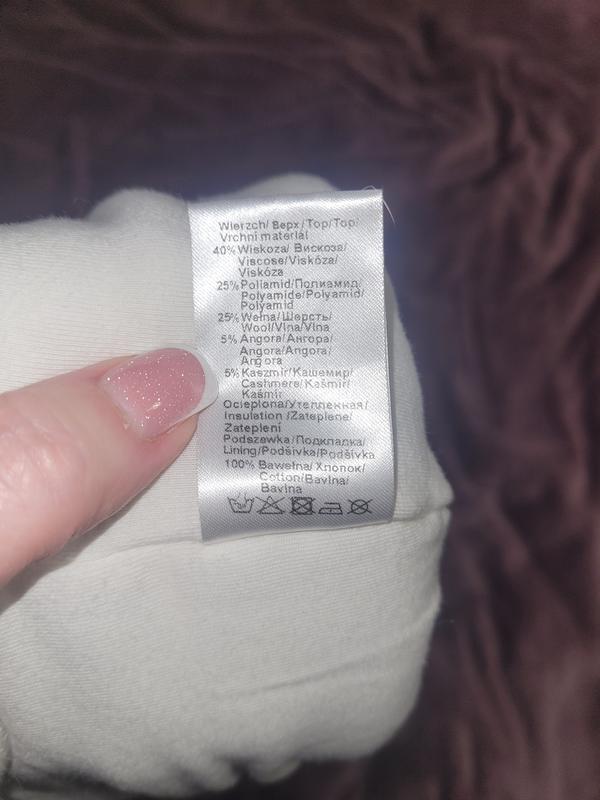 Wierzch/ Верх/Top/Top/
Vrchní materiál
40% Wiskoza/ Вискоза/
Viscose/Viskóza/
Viskóza
25% Poliamid/Полиамид/
Polyamide/Polyamid/
Polyamid
25% Wełna/Шерсть/
Wool/Vlna/Vlna
5% Angora/Ангора/
Angora/Angora/
Angora
5% Kaszmir/Кашемир/
Cashmere/Kašmír/
Kašmír
Ocieplona/Утепленная/
Insulation /Zateplene/
Zateplení
Podszewka/Подкладка/
Lining/Podšívka/Podšívka
100% Bawełna/Хлопок/
Cotton/Bavlna/
Bavlna